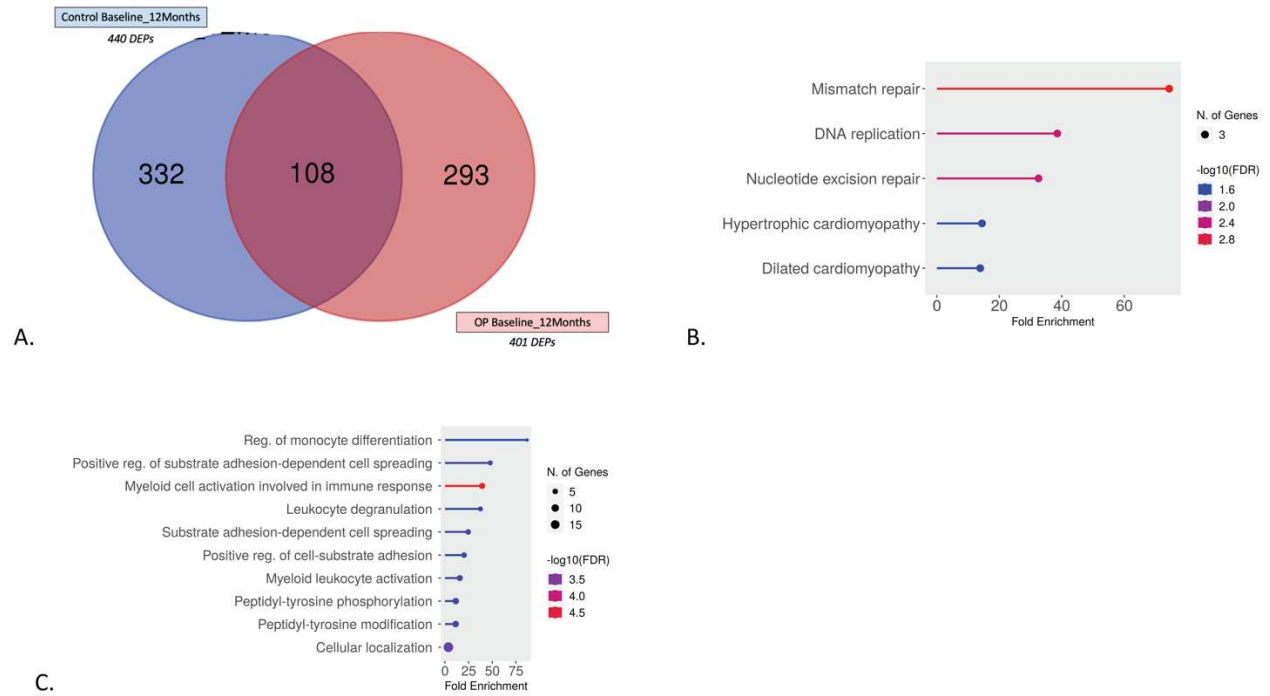 Control Baseline_12Months
440 DEPs
332
108
293
OP Baseline_12Months
401 DEPs
A.
Mismatch repair
DNA replication
Nucleotide excision repair
Hypertrophic cardiomyopathy
Dilated cardiomyopathy
0 20 40 60
Fold Enrichment
N. of Genes
3
-log10(FDR)
1.6
2.0
2.4
2.8
B.
Reg. of monocyte differentiation
Positive reg. of substrate adhesion-dependent cell spreading
Myeloid cell activation involved in immune response
Leukocyte degranulation
Substrate adhesion-dependent cell spreading
Positive reg. of cell-substrate adhesion
Myeloid leukocyte activation
Peptidyl-tyrosine phosphorylation
Peptidyl-tyrosine modification
Cellular localization
0 25 50 75
Fold Enrichment
N. of Genes
5
10
15
-log10(FDR)
3.5
4.0
4.5
C.